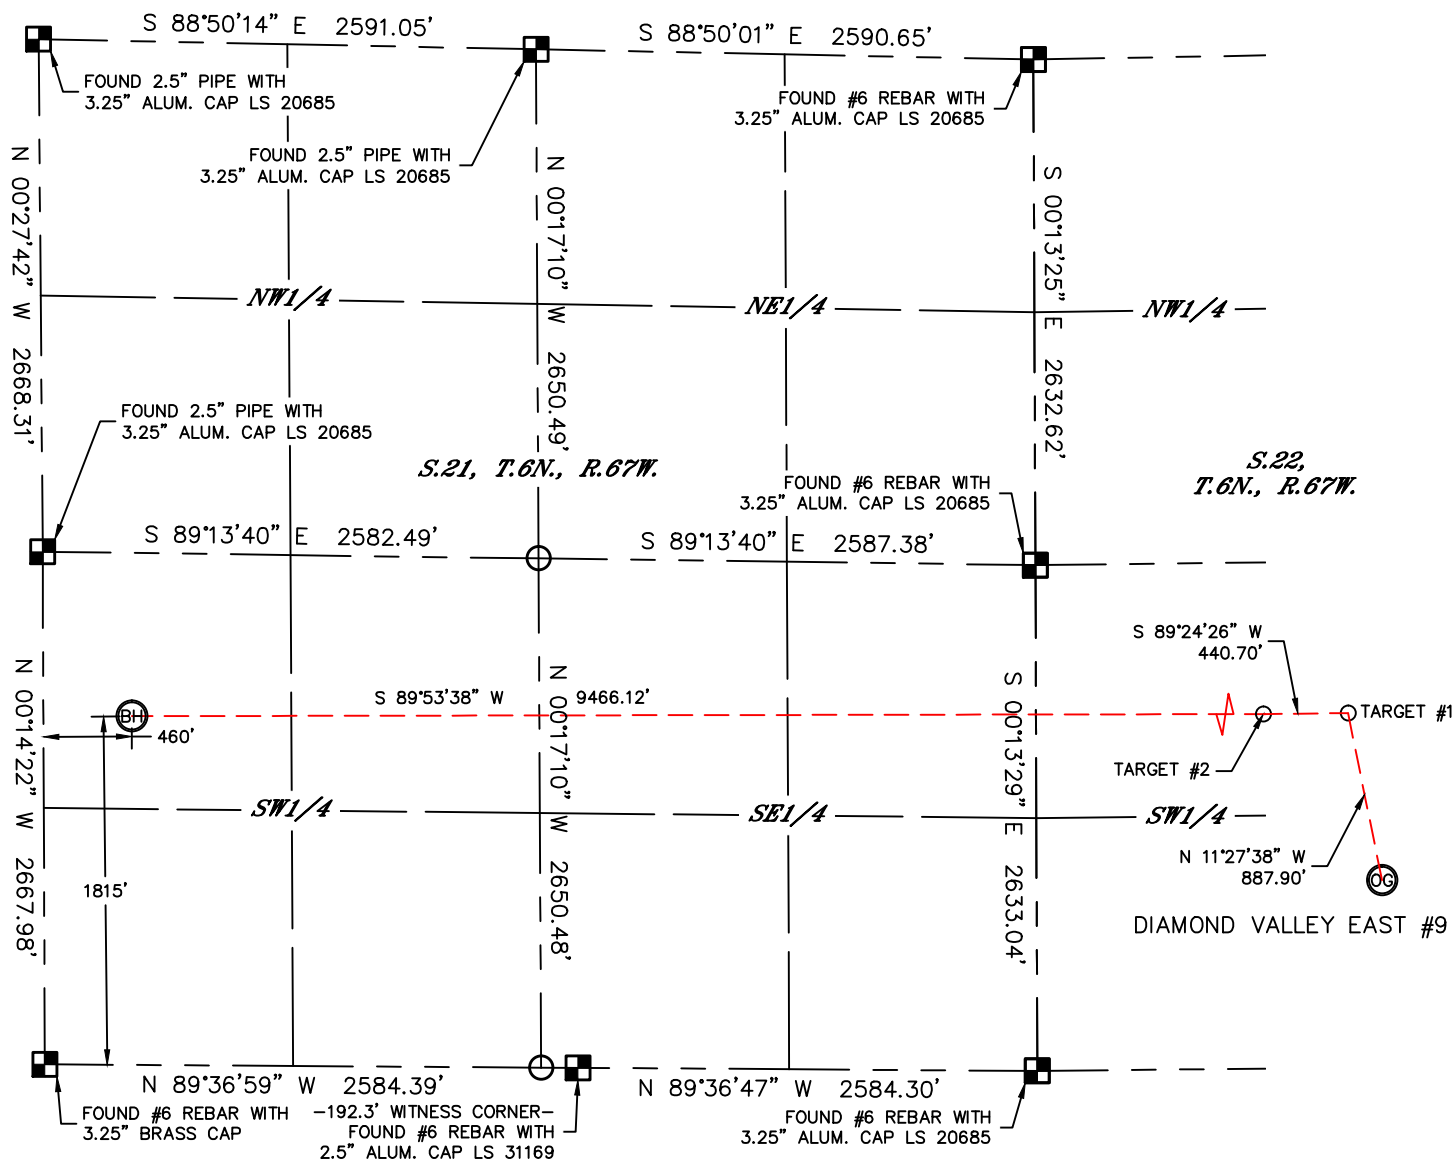 S 88°50'14" E 2591.05'
S 88°50'01" E 2590.65'
FOUND 2.5" PIPE WITH
3.25" ALUM. CAP LS 20685
FOUND 2.5" PIPE WITH
3.25" ALUM. CAP LS 20685
FOUND #6 REBAR WITH
3.25" ALUM. CAP LS 20685
N 00°27'42" W 2668.31'
N 00°17'10" W 2650.49'
S 00°13'25" E 2632.62'
NW1/4
NE1/4
NW1/4
FOUND 2.5" PIPE WITH
3.25" ALUM. CAP LS 20685
S.21, T.6N., R.67W.
FOUND #6 REBAR WITH
3.25" ALUM. CAP LS 20685
S.22,
T.6N., R.67W.
S 89°13'40" E 2582.49'
S 89°13'40" E 2587.38'
S 89°24'26" W
440.70'
N 00°14'22" W 2667.98'
N 00°17'10" W 2650.48'
S 00°13'29" E 2633.04'
S 89°53'38" W 9466.12'
BH
460'
TARGET #1
TARGET #2
SW1/4
SE1/4
SW1/4
N 11°27'38" W
887.90'
OG
1815'
DIAMOND VALLEY EAST #9
N 89°36'59" W 2584.39'
N 89°36'47" W 2584.30'
FOUND #6 REBAR WITH
3.25" BRASS CAP
-192.3' WITNESS CORNER-
FOUND #6 REBAR WITH
2.5" ALUM. CAP LS 31169
FOUND #6 REBAR WITH
3.25" ALUM. CAP LS 20685